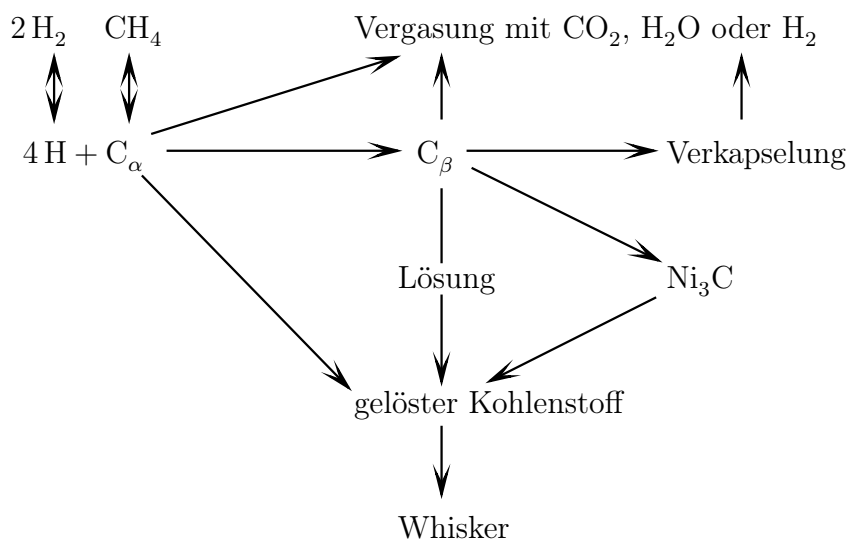 2 H₂ CH₄ Vergasung mit CO₂, H₂O oder H₂
4 H + C_α C_β Verkapselung
Lösung Ni₃C
gelöster Kohlenstoff
Whisker